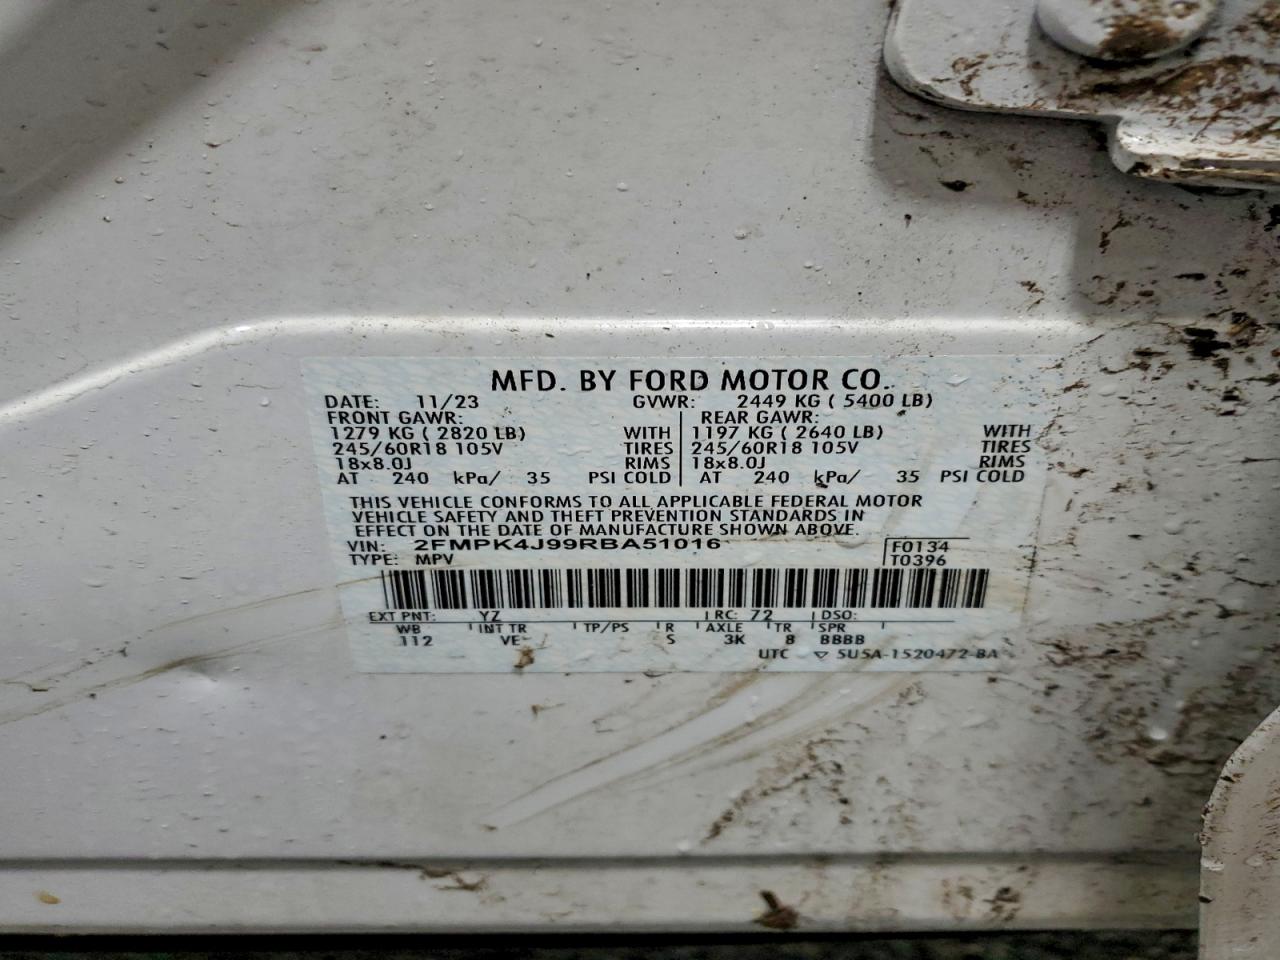 MFD. BY FORD MOTOR CO.
DATE: 11/23 GVWR: 2449 KG ( 5400 LB)
FRONT GAWR: REAR GAWR:
1279 KG ( 2820 LB) WITH 1197 KG ( 2640 LB) WITH
245/60R18 105V TIRES 245/60R18 105V TIRES
18x8.0J RIMS 18x8.0J RIMS
AT 240 kPa/ 35 PSI COLD AT 240 kPa/ 35 PSI COLD
THIS VEHICLE CONFORMS TO ALL APPLICABLE FEDERAL MOTOR
VEHICLE SAFETY AND THEFT PREVENTION STANDARDS IN
EFFECT ON THE DATE OF MANUFACTURE SHOWN ABOVE.
VIN: 2FMPK4J99RBA51016 F0134
TYPE: MPV T0396
EXT PNT: YZ RC: 72 DSO:
WB INT TR TP/PS R AXLE TR SPR
112 VE S 3K 8 BBBB
UTC ▽ 5U5A-1520472-BA